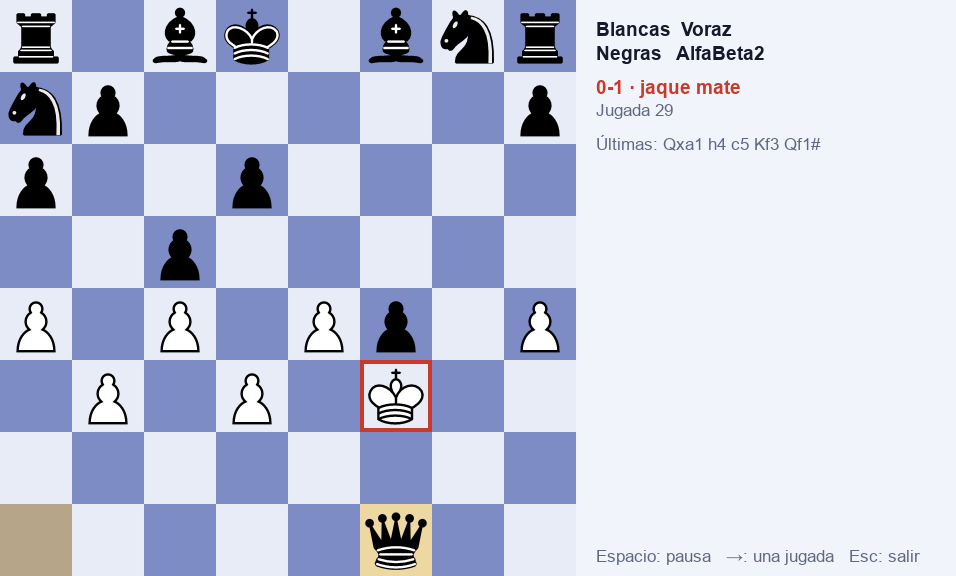 Blancas Voraz
Negras AlfaBeta2
0-1 · jaque mate
Jugada 29
Últimas: Qxa1 h4 c5 Kf3 Qf1#
Espacio: pausa →: una jugada Esc: salir